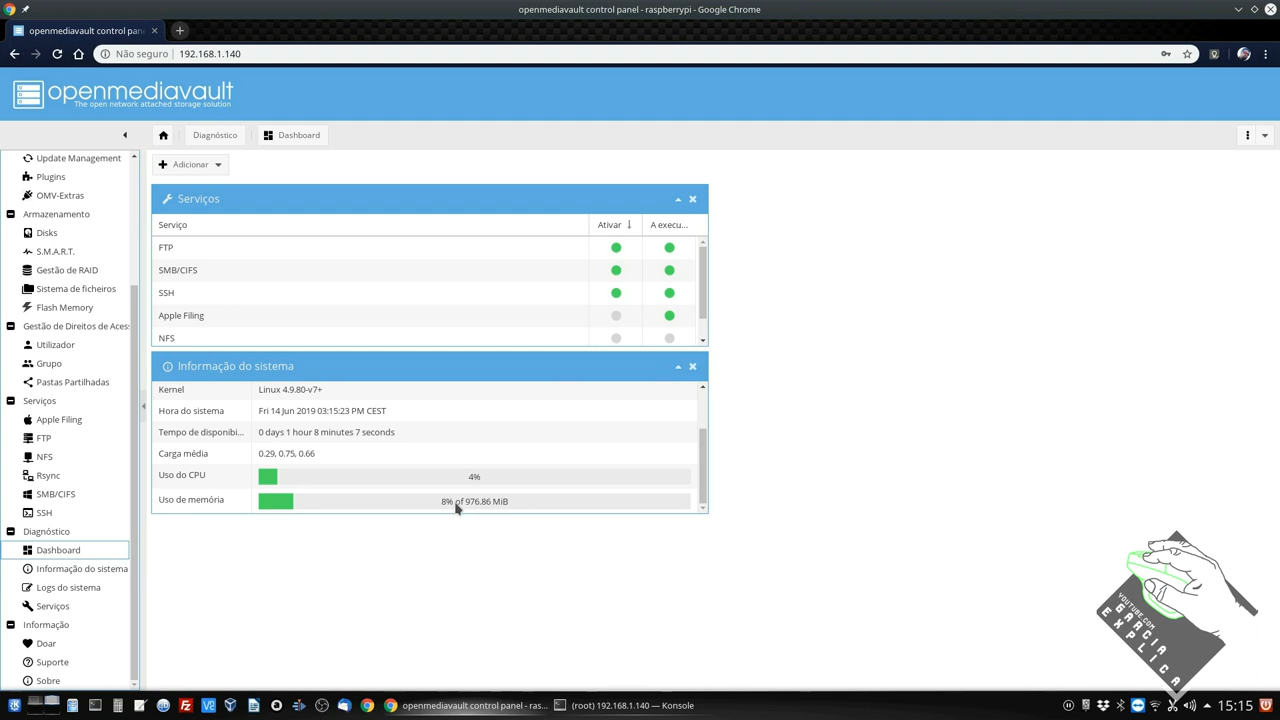 openmediavault control panel - raspberrypi - Google Chrome
openmediavault control pan
Não seguro
192.168.1.140
openmediavault
The open network attached storage solution
Diagnóstico
Dashboard
Update Management
Plugins
OMV-Extras
Armazenamento
Disks
S.M.A.R.T.
Gestão de RAID
Sistema de ficheiros
Flash Memory
Gestão de Direitos de Aces
Utilizador
Grupo
Pastas Partilhadas
Serviços
Apple Filing
FTP
NFS
Rsync
SMB/CIFS
SSH
Diagnóstico
Dashboard
Informação do sistema
Logs do sistema
Serviços
Informação
Doar
Suporte
Sobre
Adicionar
Serviços
Serviço Ativar A execu...
FTP
SMB/CIFS
SSH
Apple Filing
NFS
Informação do sistema
Kernel Linux 4.9.80-v7+
Hora do sistema Fri 14 Jun 2019 03:15:23 PM CEST
Tempo de disponibi... 0 days 1 hour 8 minutes 7 seconds
Carga média 0.29, 0.75, 0.66
Uso do CPU 4%
Uso de memória 8% of 976.86 MiB
YOUTUBE.COM
GARCIA
EXPLICA
openmediavault control panel - ras...
(root) 192.168.1.140 — Konsole
15:15